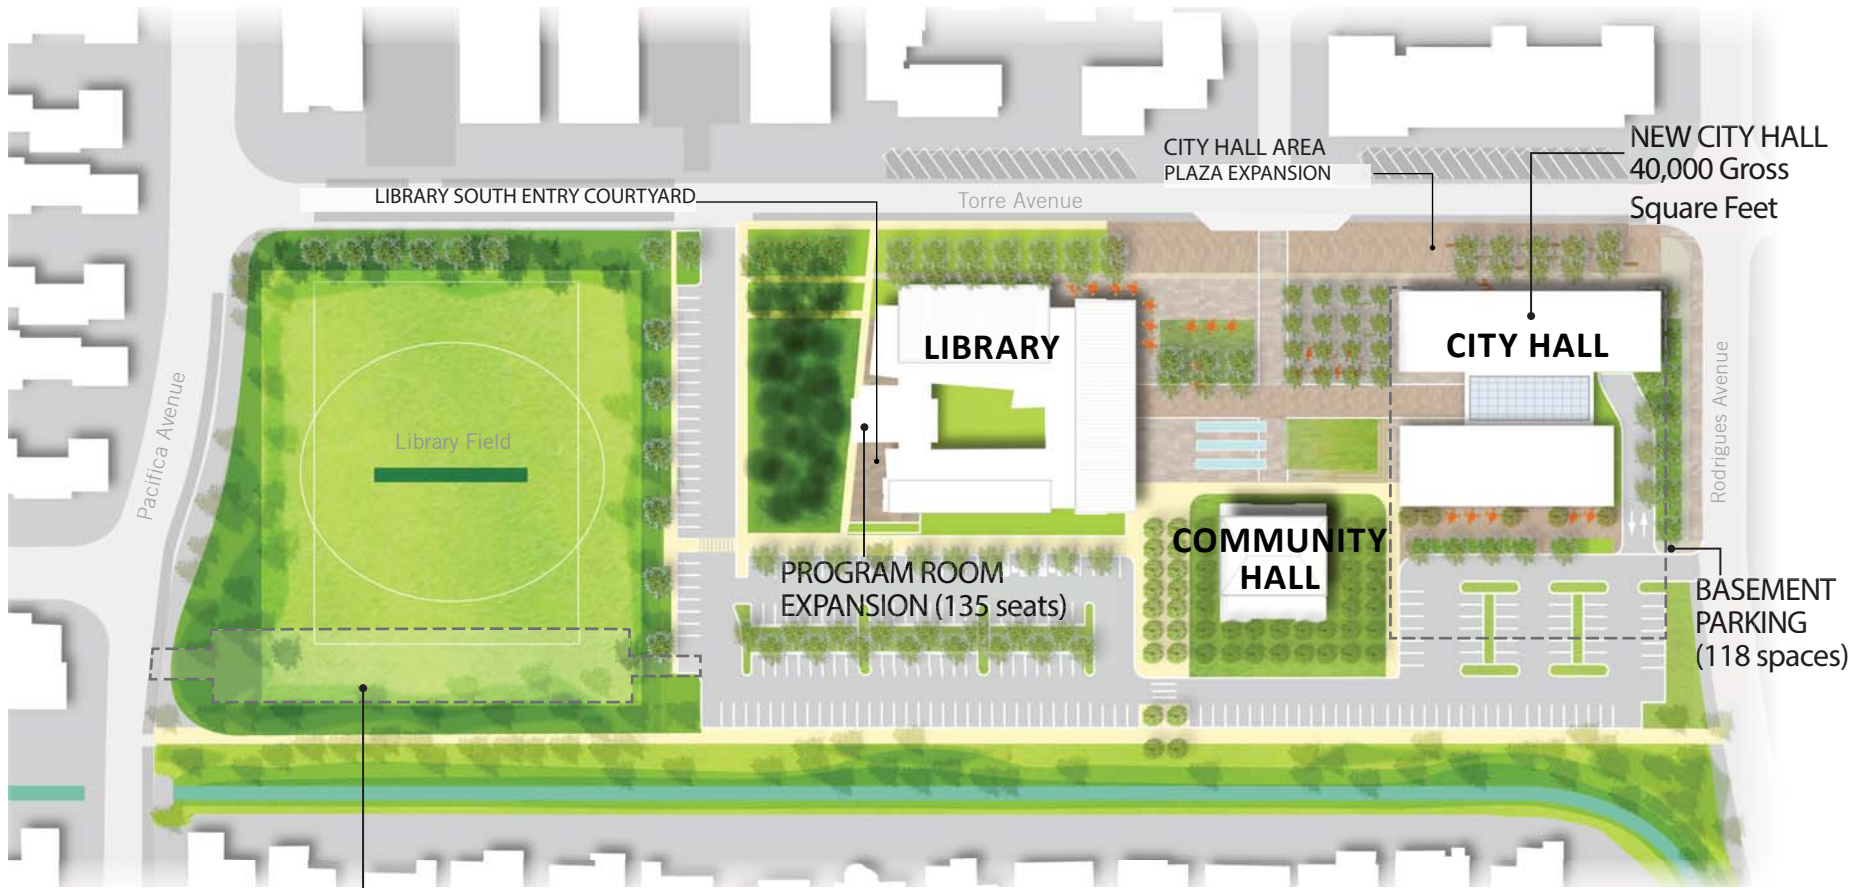 NEW CITY HALL
40,000 Gross
Square Feet
CITY HALL AREA
PLAZA EXPANSION
LIBRARY SOUTH ENTRY COURTYARD
Torre Avenue
LIBRARY
CITY HALL
Pacifica Avenue
Library Field
Rodrigues Avenue
COMMUNITY
HALL
PROGRAM ROOM
EXPANSION (135 seats)
BASEMENT
PARKING
(118 spaces)